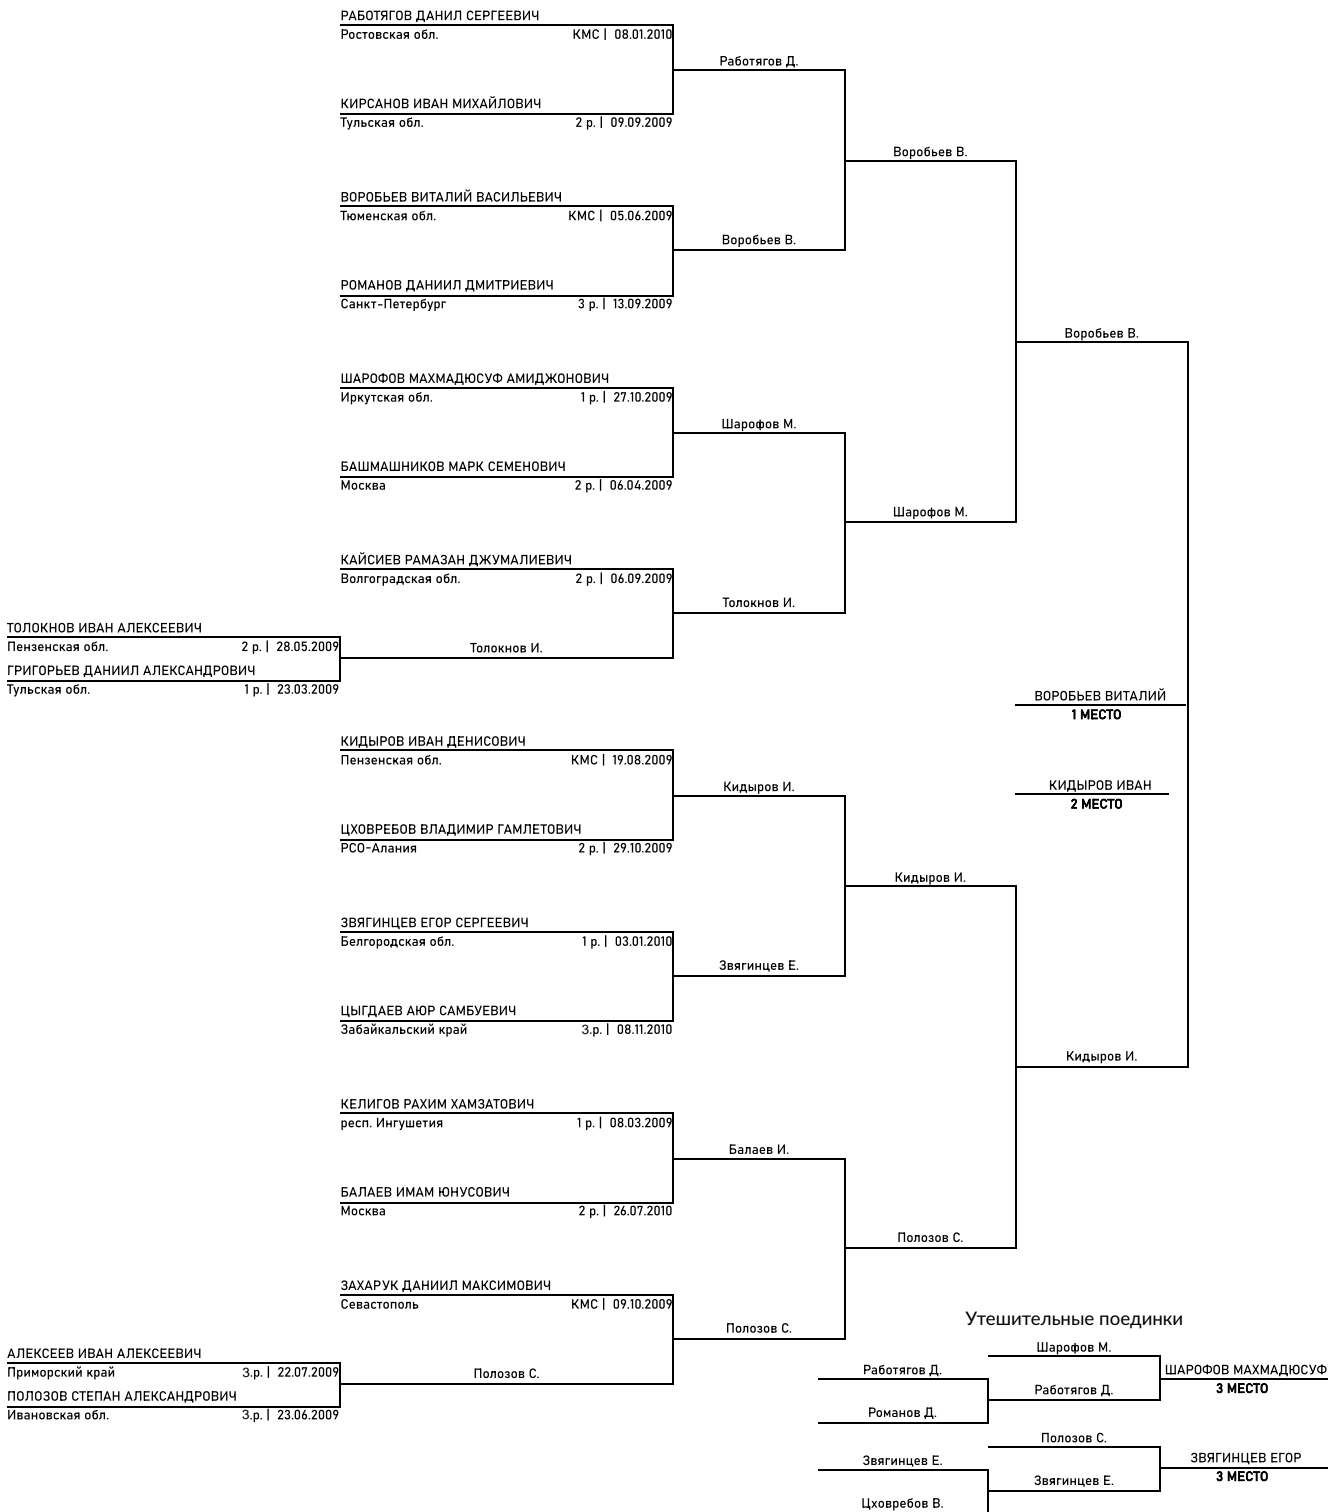 РАБОТЯГОВ ДАНИЛ СЕРГЕЕВИЧ
Ростовская обл. КМС | 08.01.2010
Работягов Д.
КИРСАНОВ ИВАН МИХАЙЛОВИЧ
Тульская обл. 2 р. | 09.09.2009
Воробьев В.
ВОРОБЬЕВ ВИТАЛИЙ ВАСИЛЬЕВИЧ
Тюменская обл. КМС | 05.06.2009
Воробьев В.
РОМАНОВ ДАНИИЛ ДМИТРИЕВИЧ
Санкт-Петербург 3 р. | 13.09.2009
Воробьев В.
ШАРОФОВ МАХМАДЮСУФ АМИДЖОНОВИЧ
Иркутская обл. 1 р. | 27.10.2009
Шарофов М.
БАШМАШНИКОВ МАРК СЕМЕНОВИЧ
Москва 2 р. | 06.04.2009
Шарофов М.
КАЙСИЕВ РАМАЗАН ДЖУМАЛИЕВИЧ
Волгоградская обл. 2 р. | 06.09.2009
Толокнов И.
ТОЛОКНОВ ИВАН АЛЕКСЕЕВИЧ
Пензенская обл. 2 р. | 28.05.2009
Толокнов И.
ГРИГОРЬЕВ ДАНИИЛ АЛЕКСАНДРОВИЧ
Тульская обл. 1 р. | 23.03.2009
ВОРОБЬЕВ ВИТАЛИЙ
1 МЕСТО
КИДЫРОВ ИВАН ДЕНИСОВИЧ
Пензенская обл. КМС | 19.08.2009
Кидыров И.
КИДЫРОВ ИВАН
2 МЕСТО
ЦХОВРЕБОВ ВЛАДИМИР ГАМЛЕТОВИЧ
РСО-Алания 2 р. | 29.10.2009
Кидыров И.
ЗВЯГИНЦЕВ ЕГОР СЕРГЕЕВИЧ
Белгородская обл. 1 р. | 03.01.2010
Звягинцев Е.
ЦЫГДАЕВ АЮР САМБУЕВИЧ
Забайкальский край 3.р. | 08.11.2010
Кидыров И.
КЕЛИГОВ РАХИМ ХАМЗАТОВИЧ
респ. Ингушетия 1 р. | 08.03.2009
Балаев И.
БАЛАЕВ ИМАМ ЮНУСОВИЧ
Москва 2 р. | 26.07.2010
Полозов С.
ЗАХАРУК ДАНИИЛ МАКСИМОВИЧ
Севастополь КМС | 09.10.2009
Полозов С.
АЛЕКСЕЕВ ИВАН АЛЕКСЕЕВИЧ
Приморский край 3.р. | 22.07.2009
Полозов С.
ПОЛОЗОВ СТЕПАН АЛЕКСАНДРОВИЧ
Ивановская обл. 3.р. | 23.06.2009
Утешительные поединки
Шарофов М.
Работягов Д.
ШАРОФОВ МАХМАДЮСУФ
3 МЕСТО
Работягов Д.
Романов Д.
Полозов С.
Звягинцев Е.
ЗВЯГИНЦЕВ ЕГОР
3 МЕСТО
Звягинцев Е.
Цховребов В.